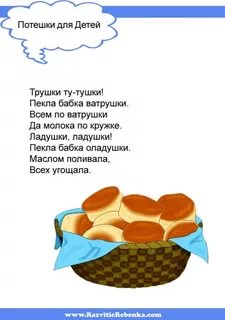 Потешки для Детей
Трушки ту-тушки!
Пекла бабка ватрушки.
Всем по ватрушки
Да молока по кружке.
Ладушки, ладушки!
Пекла бабка оладушки.
Маслом поливала,
Всех угощала.
www.RazvitieRebenka.com